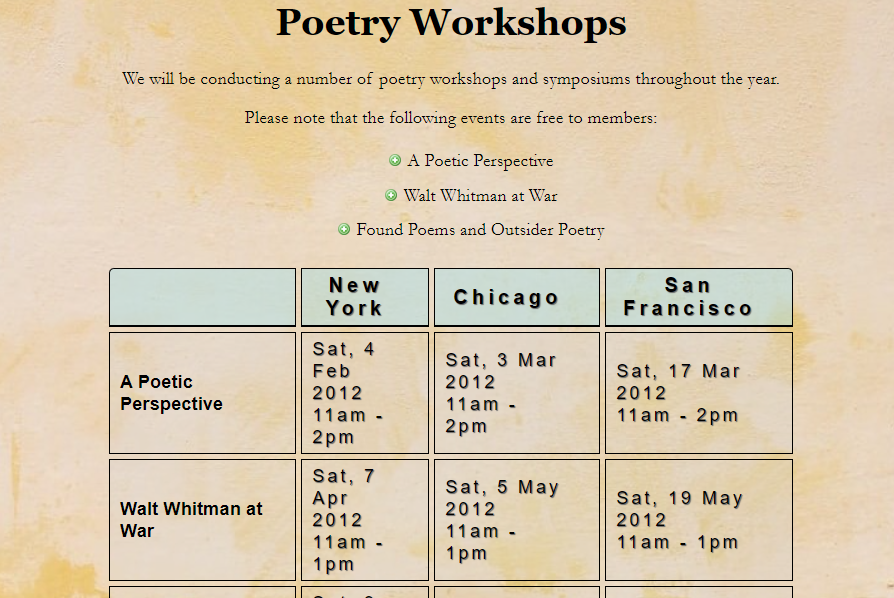 Poetry Workshops
We will be conducting a number of poetry workshops and symposiums throughout the year.
Please note that the following events are free to members:
A Poetic Perspective
Walt Whitman at War
Found Poems and Outsider Poetry
New
York
Chicago
San
Francisco
A Poetic
Perspective
Sat, 4
Feb
2012
11am -
2pm
Sat, 3 Mar
2012
11am -
2pm
Sat, 17 Mar
2012
11am - 2pm
Walt Whitman at
War
Sat, 7
Apr
2012
11am -
1pm
Sat, 5 May
2012
11am -
1pm
Sat, 19 May
2012
11am - 1pm